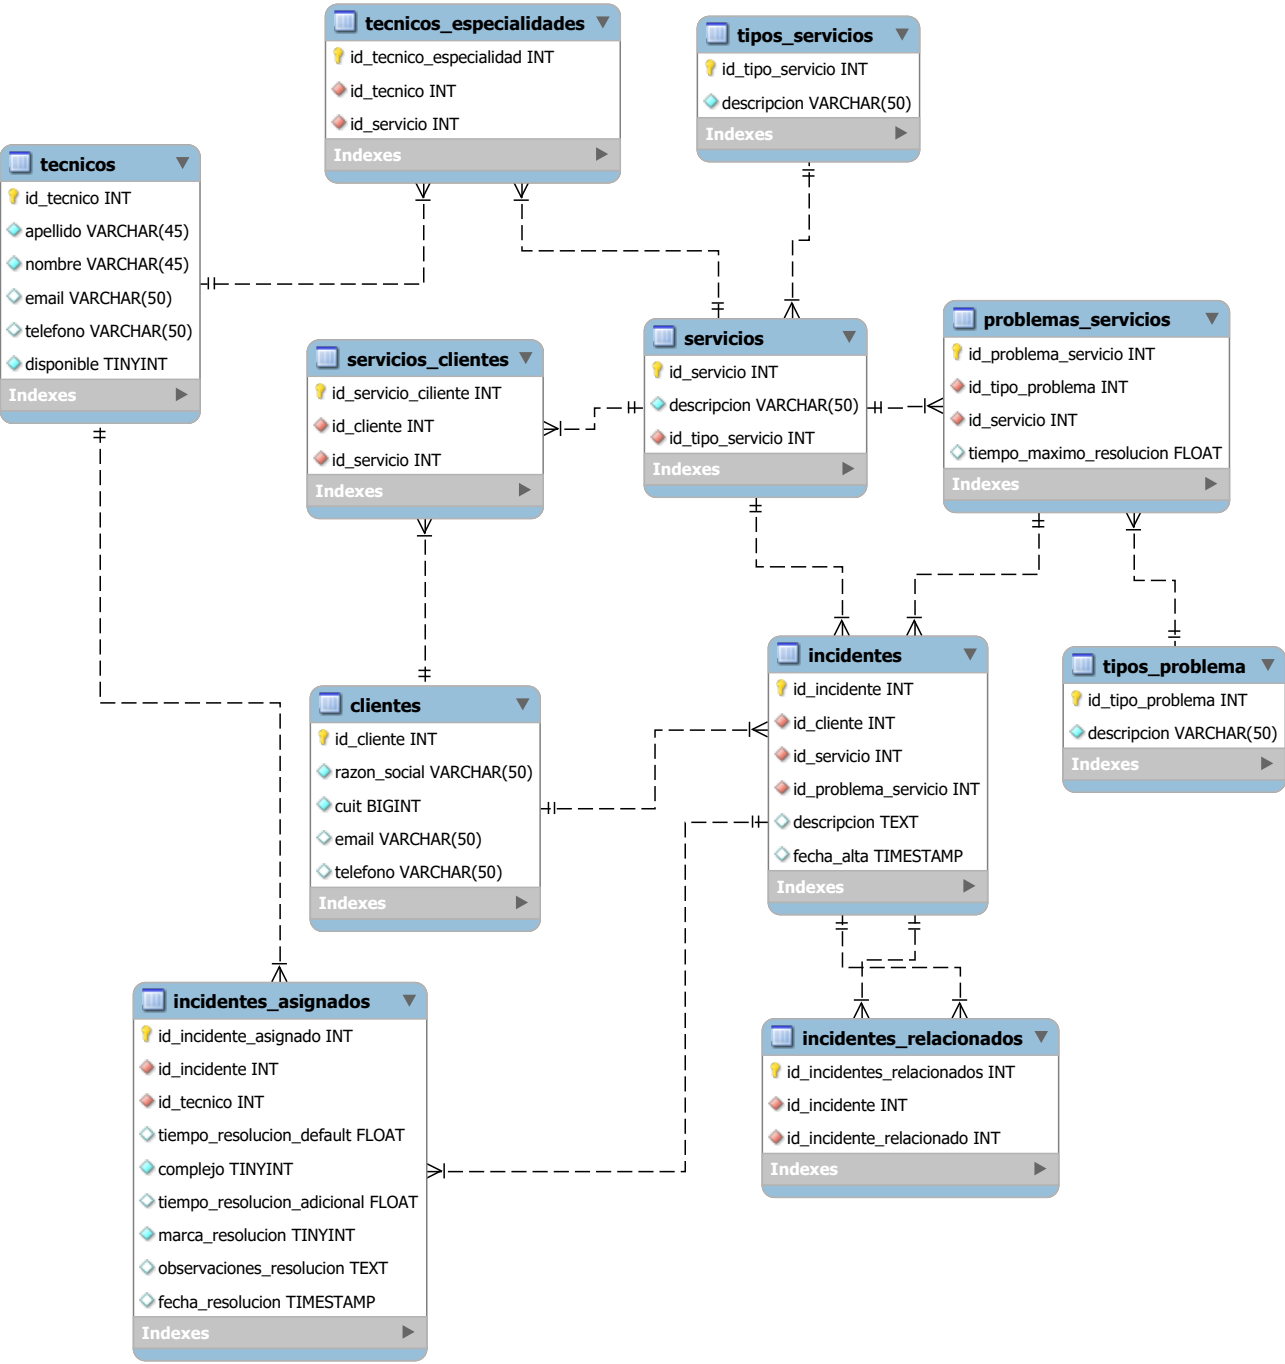 tecnicos_especialidades
id_tecnico_especialidad INT
id_tecnico INT
id_servicio INT
Indexes
tipos_servicios
id_tipo_servicio INT
descripcion VARCHAR(50)
Indexes
tecnicos
id_tecnico INT
apellido VARCHAR(45)
nombre VARCHAR(45)
email VARCHAR(50)
telefono VARCHAR(50)
disponible TINYINT
Indexes
servicios_clientes
id_servicio_ciliente INT
id_cliente INT
id_servicio INT
Indexes
servicios
id_servicio INT
descripcion VARCHAR(50)
id_tipo_servicio INT
Indexes
problemas_servicios
id_problema_servicio INT
id_tipo_problema INT
id_servicio INT
tiempo_maximo_resolucion FLOAT
Indexes
clientes
id_cliente INT
razon_social VARCHAR(50)
cuit BIGINT
email VARCHAR(50)
telefono VARCHAR(50)
Indexes
incidentes
id_incidente INT
id_cliente INT
id_servicio INT
id_problema_servicio INT
descripcion TEXT
fecha_alta TIMESTAMP
Indexes
tipos_problema
id_tipo_problema INT
descripcion VARCHAR(50)
Indexes
incidentes_asignados
id_incidente_asignado INT
id_incidente INT
id_tecnico INT
tiempo_resolucion_default FLOAT
complejo TINYINT
tiempo_resolucion_adicional FLOAT
marca_resolucion TINYINT
observaciones_resolucion TEXT
fecha_resolucion TIMESTAMP
Indexes
incidentes_relacionados
id_incidentes_relacionados INT
id_incidente INT
id_incidente_relacionado INT
Indexes